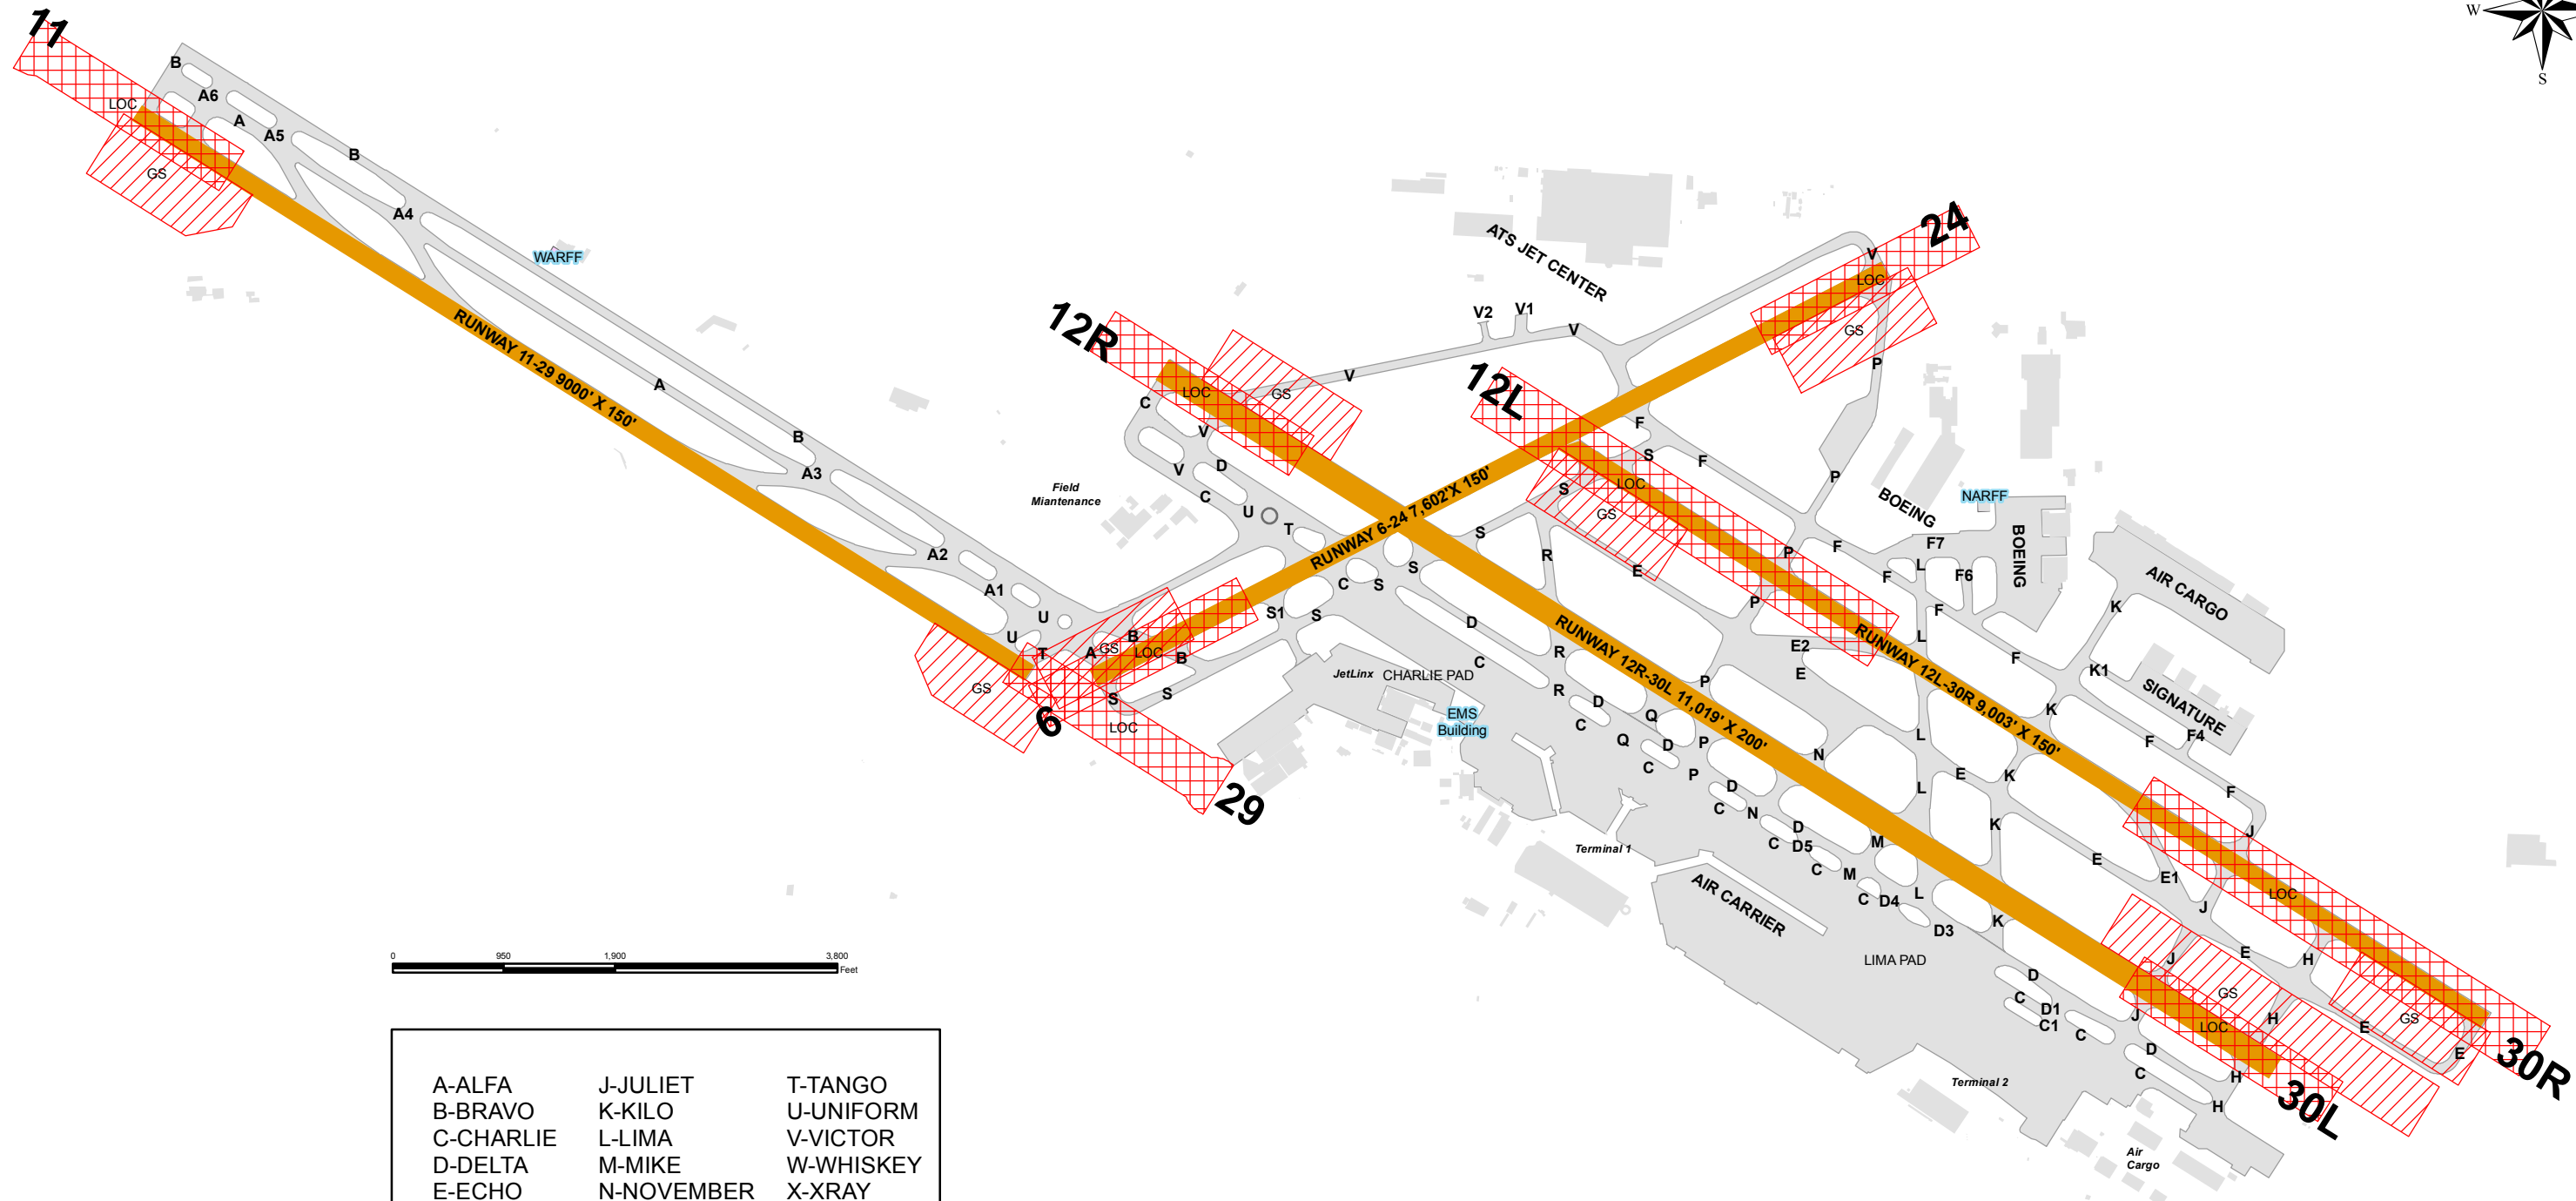 W
S
11
B
LOC
A6
A
A5
GS
B
A4
WARFF
RUNWAY 11-29 9000' X 150'
A
B
A3
A2
A1
U
U
T
A
GS
LOC
B
B
S
S
GS
LOC
6
29
24
V
LOC
GS
P
ATS JET CENTER
V2
V1
V
V
12R
LOC
GS
C
V
V
D
C
U
T
Field
Miantenance
12L
LOC
GS
F
S
F
S
P
RUNWAY 6-24 7,602'X 150'
S
R
E
S
C
S
S1
S
BOEING
NARFF
BOEING
F7
P
F
F
L
F6
F
P
L
E2
E
AIR CARGO
K
F
K1
SIGNATURE
F4
F
F
J
RUNWAY 12L-30R 9,003' X 150'
K
K
K
RUNWAY 12R-30L 11,019' X 200'
D
C
R
R
D
C
Q
Q
D
C
P
P
P
D
C
N
N
D
D5
C
C
M
M
C
D4
L
L
L
E
D3
K
E
E1
J
E
H
J
LOC
GS
E
E
GS
LOC
H
H
H
J
D
C
D1
C1
C
D
C
30R
30L
JetLinx
CHARLIE PAD
EMS
Building
Terminal 1
AIR CARRIER
LIMA PAD
Terminal 2
Air
Cargo
0 950 1,900 3,800
Feet
A-ALFA J-JULIET T-TANGO
B-BRAVO K-KILO U-UNIFORM
C-CHARLIE L-LIMA V-VICTOR
D-DELTA M-MIKE W-WHISKEY
E-ECHO N-NOVEMBER X-XRAY